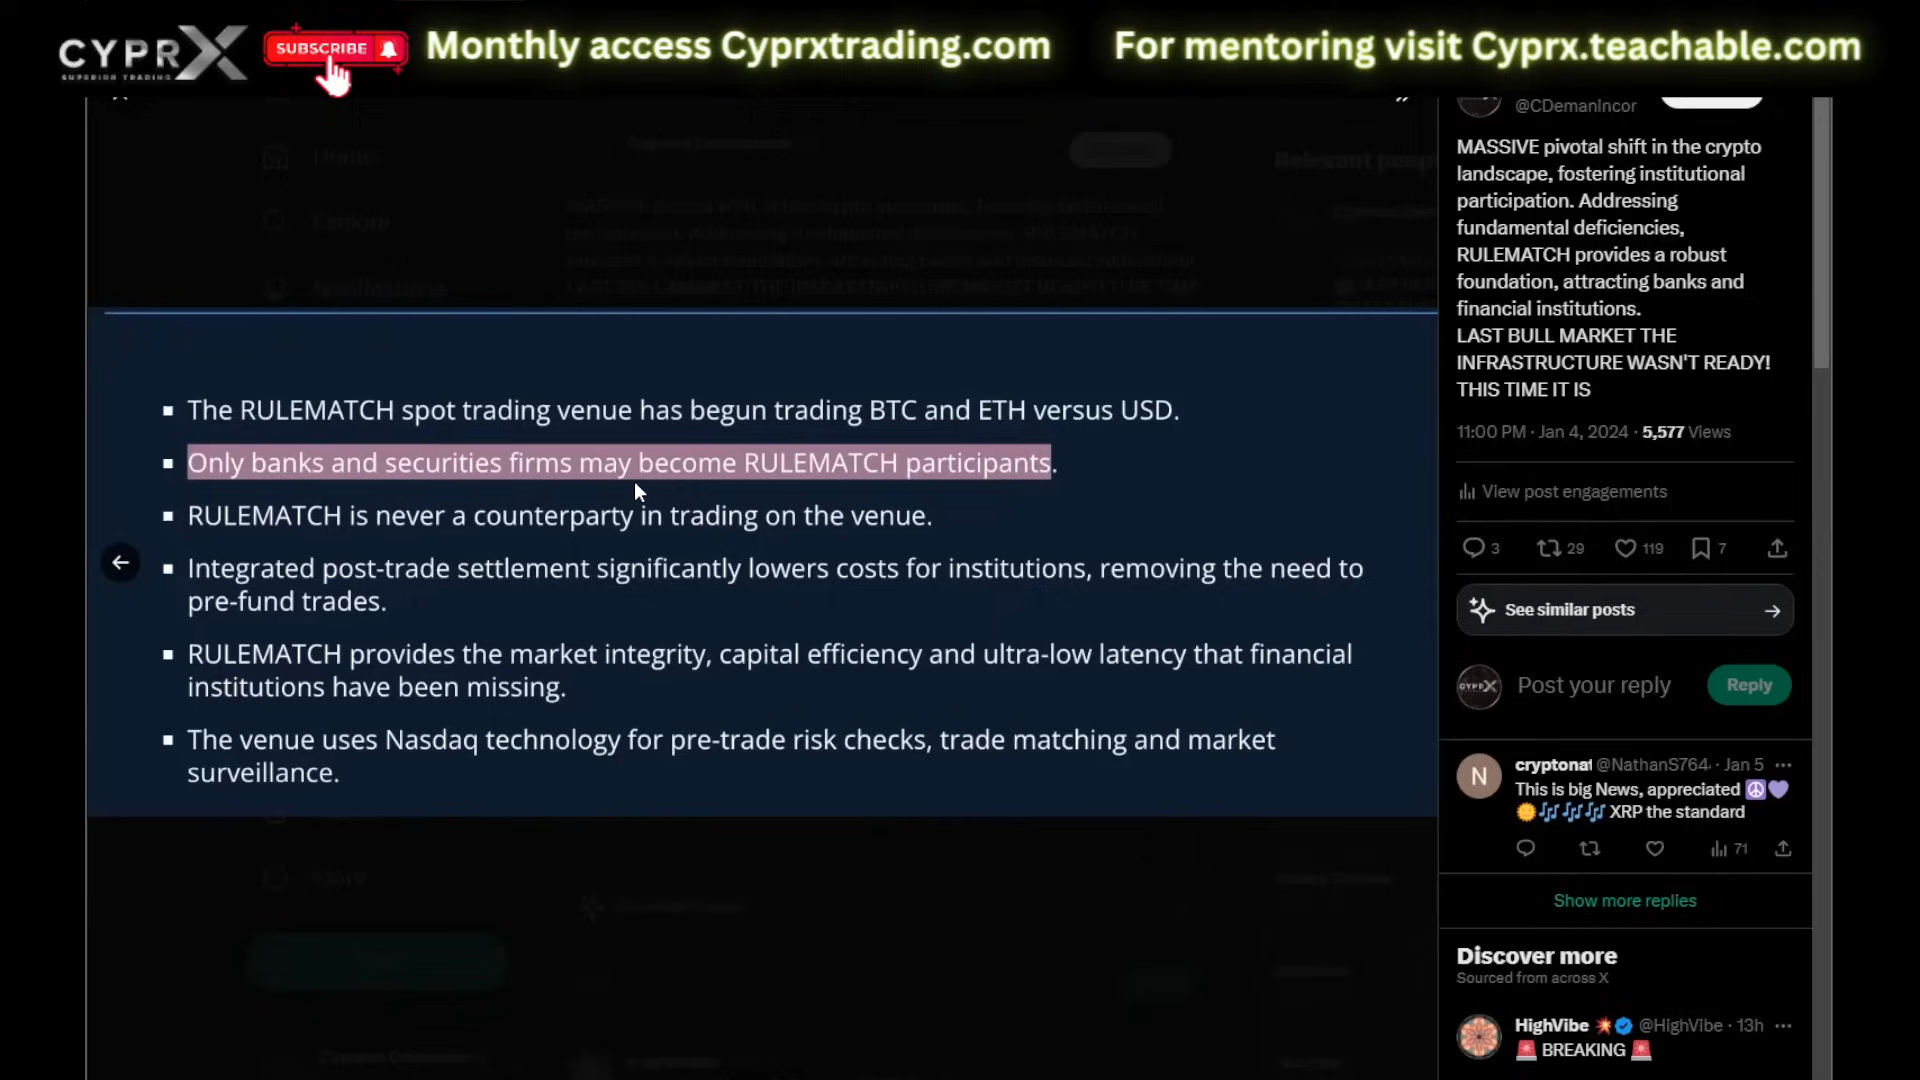 CYPRX
SUPERIOR TRADING
SUBSCRIBE
Monthly access Cyprxtrading.com
For mentoring visit Cyprx.teachable.com
@CDemanIncor
MASSIVE pivotal shift in the crypto
landscape, fostering institutional
participation. Addressing
fundamental deficiencies,
RULEMATCH provides a robust
foundation, attracting banks and
financial institutions.
LAST BULL MARKET THE
INFRASTRUCTURE WASN'T READY!
THIS TIME IT IS
11:00 PM · Jan 4, 2024 · 5,577 Views
View post engagements
3 29 119 7
See similar posts
CYPRX
Post your reply
Reply
N
cryptonat @NathanS764 · Jan 5
This is big News, appreciated ☮️💜
🌞🎶🎶🎶 XRP the standard
71
Show more replies
Discover more
Sourced from across X
HighVibe 💥 @HighVibe · 13h
🚨 BREAKING 🚨
▪ The RULEMATCH spot trading venue has begun trading BTC and ETH versus USD.
▪ Only banks and securities firms may become RULEMATCH participants.
▪ RULEMATCH is never a counterparty in trading on the venue.
▪ Integrated post-trade settlement significantly lowers costs for institutions, removing the need to
pre-fund trades.
▪ RULEMATCH provides the market integrity, capital efficiency and ultra-low latency that financial
institutions have been missing.
▪ The venue uses Nasdaq technology for pre-trade risk checks, trade matching and market
surveillance.
Home
Explore
Notifications
More